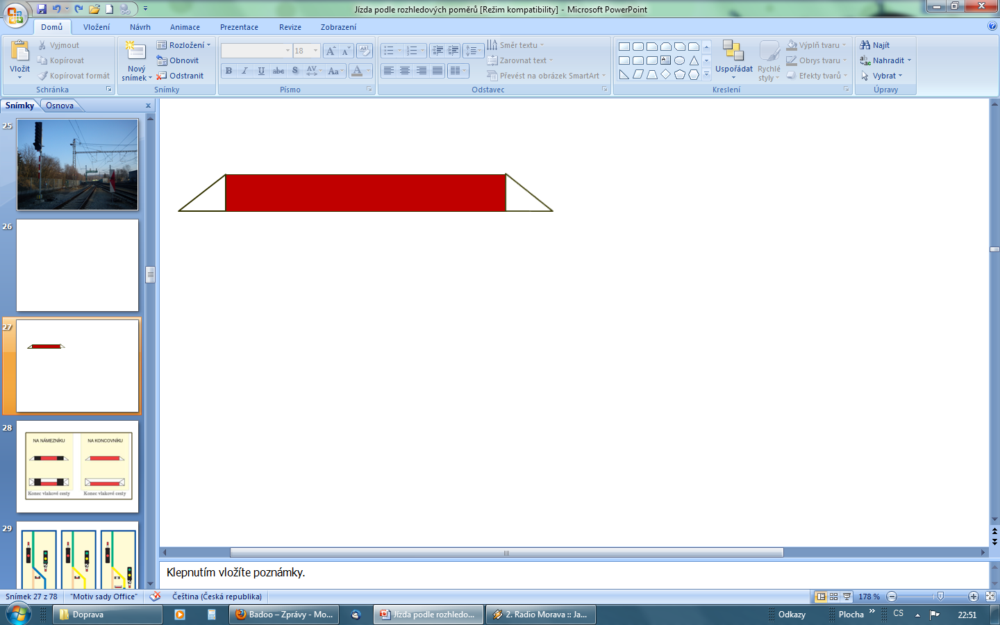 Jízda podle rozhledových poměrů [Režim kompatibility] - Microsoft PowerPoint
Domů Vložení Návrh Animace Prezentace Revize Zobrazení
Vložit
Vyjmout
Kopírovat
Kopírovat formát
Schránka
Nový snímek
Rozložení
Obnovit
Odstranit
Snímky
18
B I U abc S AV Aa A
Písmo
Směr textu
Zarovnat text
Převést na obrázek SmartArt
Odstavec
Uspořádat
Rychlé styly
Výplň tvaru
Obrys tvaru
Efekty tvarů
Kreslení
Najít
Nahradit
Vybrat
Úpravy
Snímky Osnova x
25
26
27
28
NA NÁMEZNÍKU NA KONCOVNÍKU
Konec vlakové cesty Konec vlakové cesty
29
Klepnutím vložíte poznámky.
Snímek 27 z 78 "Motiv sady Office" Čeština (Česká republika) 178 %
Doprava Badoo – Zprávy - Mo... Jízda podle rozhledo... 2. Radio Morava :: Ja... Odkazy Plocha » CS 22:51